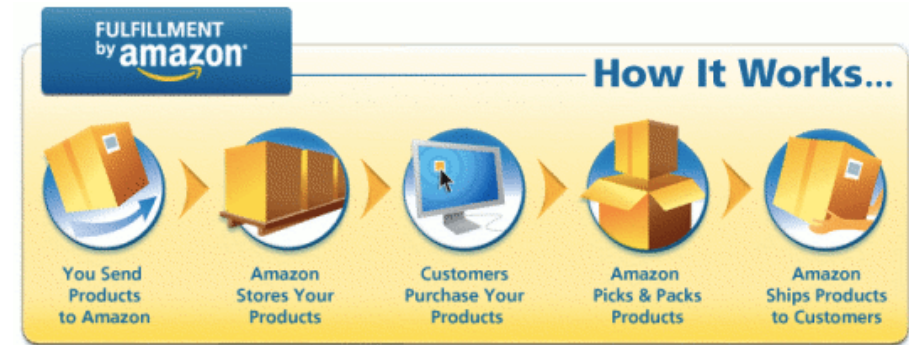 FULFILLMENT
by amazon
How It Works...
You Send
Products
to Amazon
Amazon
Stores Your
Products
Customers
Purchase Your
Products
Amazon
Picks & Packs
Products
Amazon
Ships Products
to Customers